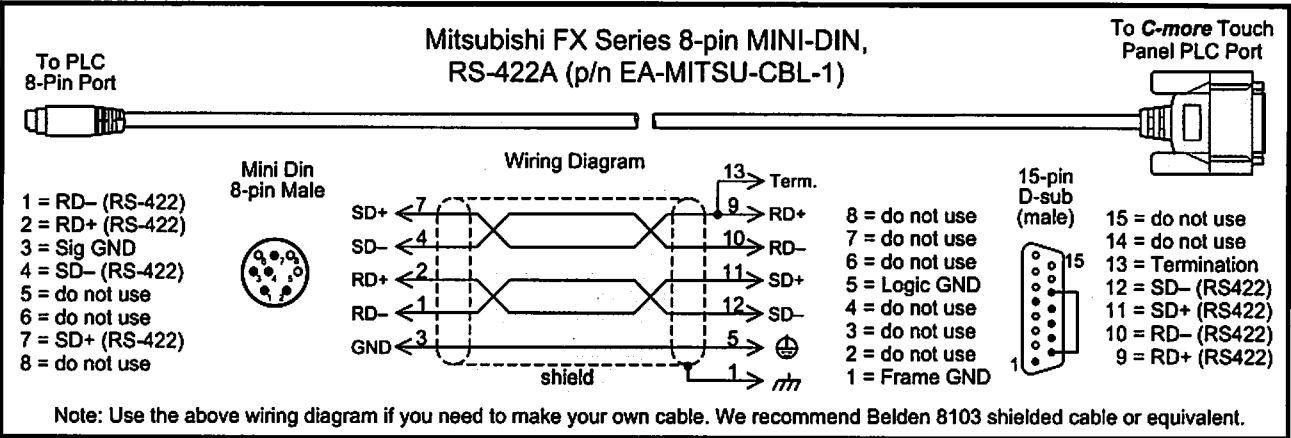 Mitsubishi FX Series 8-pin MINI-DIN,
RS-422A (p/n EA-MITSU-CBL-1)
To PLC
8-Pin Port
To C-more Touch
Panel PLC Port
Wiring Diagram
Mini Din
8-pin Male
1 = RD– (RS-422)
2 = RD+ (RS-422)
3 = Sig GND
4 = SD– (RS-422)
5 = do not use
6 = do not use
7 = SD+ (RS-422)
8 = do not use
13 Term.
SD+ 7 9 RD+
SD– 4 10 RD–
RD+ 2 11 SD+
RD– 1 12 SD–
GND 3 5
shield 1
8 = do not use
7 = do not use
6 = do not use
5 = Logic GND
4 = do not use
3 = do not use
2 = do not use
1 = Frame GND
15-pin
D-sub
(male)
15
1
15 = do not use
14 = do not use
13 = Termination
12 = SD– (RS422)
11 = SD+ (RS422)
10 = RD– (RS422)
9 = RD+ (RS422)
Note: Use the above wiring diagram if you need to make your own cable. We recommend Belden 8103 shielded cable or equivalent.